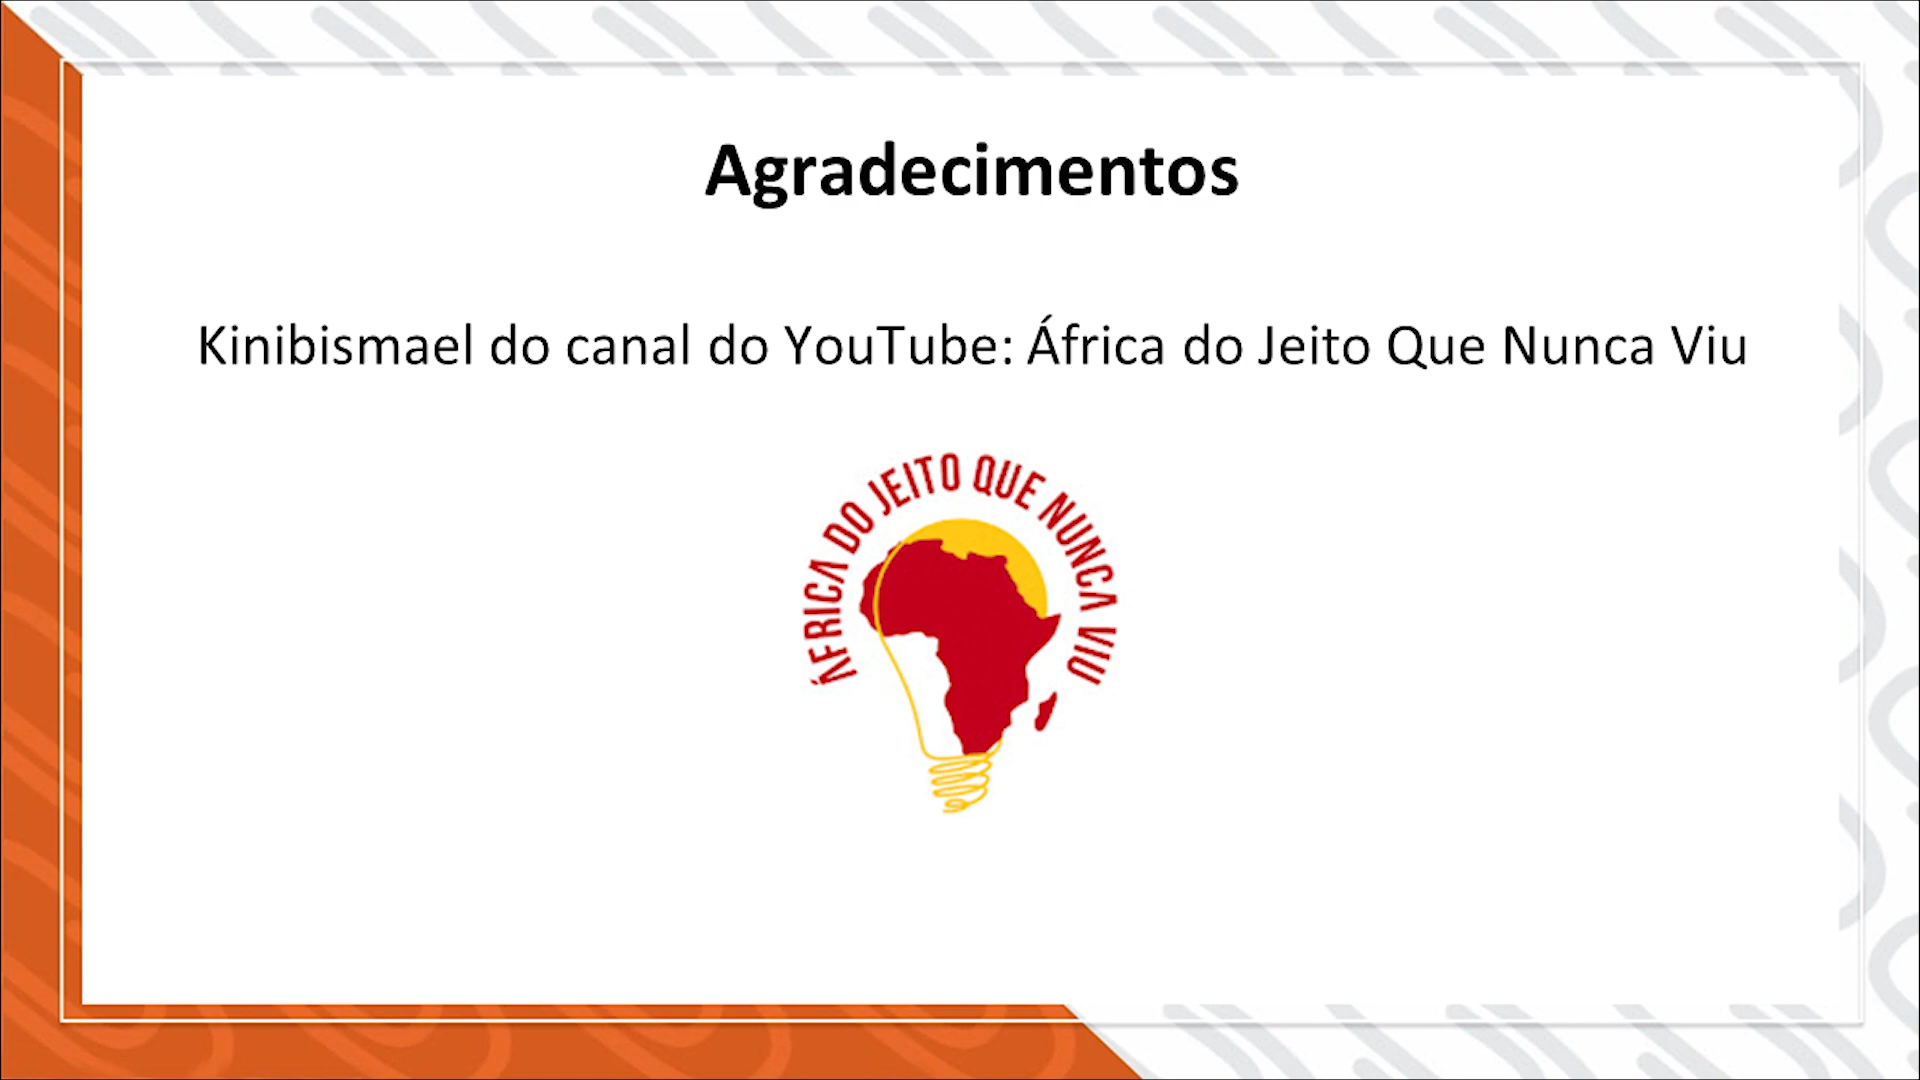 Agradecimentos
Kinibismael do canal do YouTube: África do Jeito Que Nunca Viu
ÁFRICA DO JEITO QUE NUNCA VIU